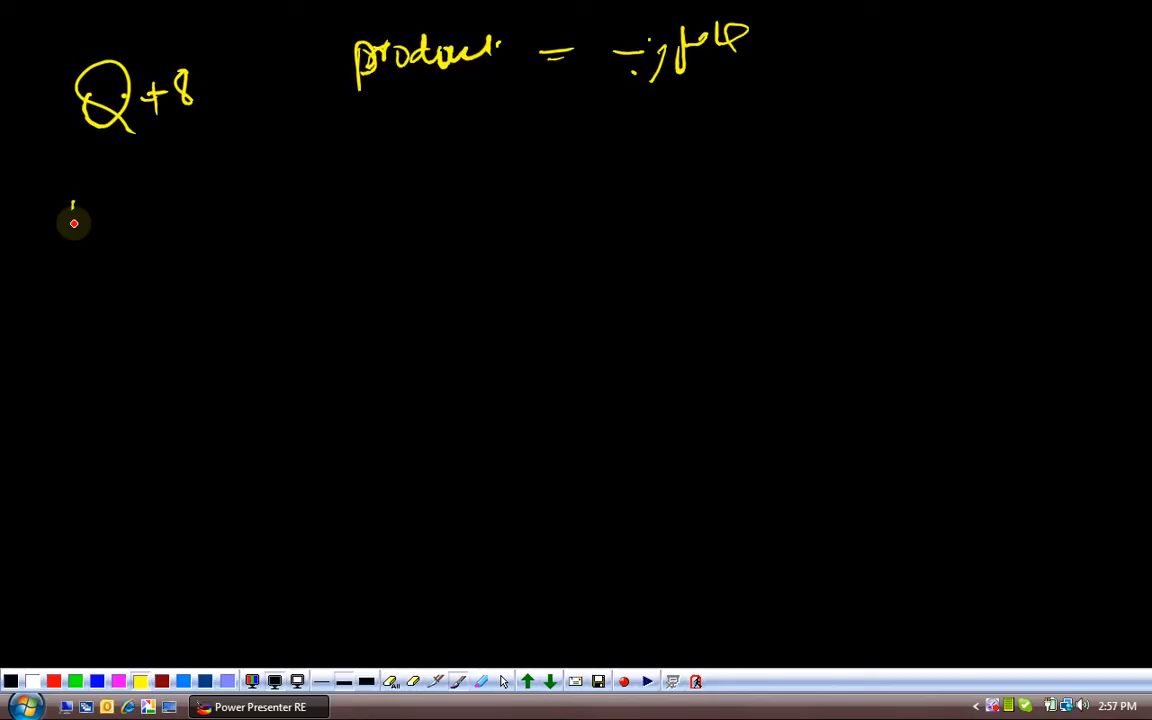 product =
Q + 8
Power Presenter RE
2:57 PM